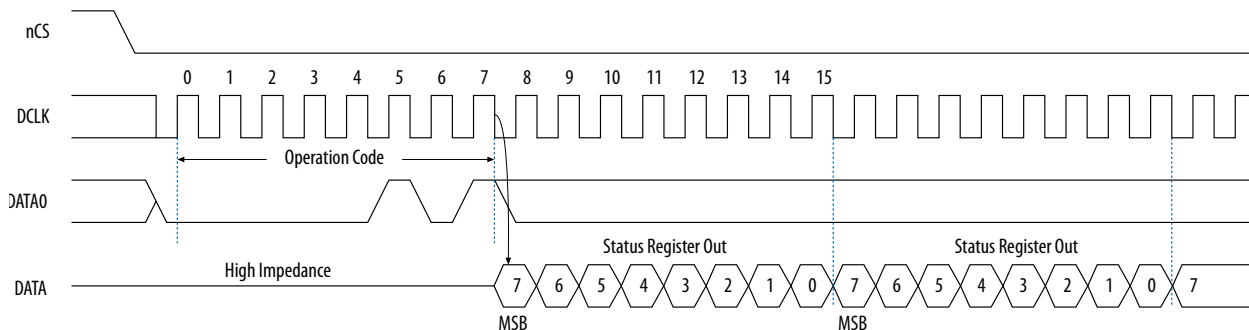 nCS
0 1 2 3 4 5 6 7 8 9 10 11 12 13 14 15
DCLK
Operation Code
DATA0
Status Register Out Status Register Out
High Impedance
DATA 7 6 5 4 3 2 1 0 7 6 5 4 3 2 1 0 7
MSB MSB